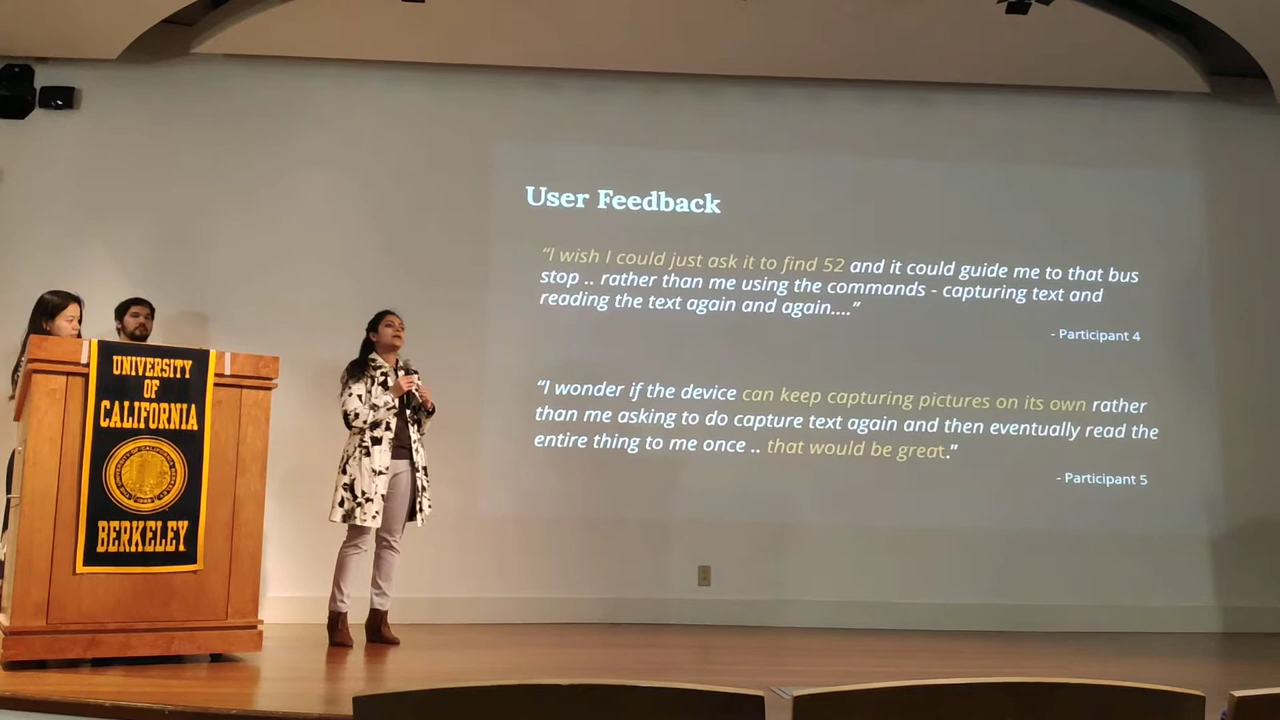 User Feedback
“I wish I could just ask it to find 52 and it could guide me to that bus
stop .. rather than me using the commands - capturing text and
reading the text again and again....”
- Participant 4
“I wonder if the device can keep capturing pictures on its own rather
than me asking to do capture text again and then eventually read the
entire thing to me once .. that would be great.”
- Participant 5
UNIVERSITY
OF
CALIFORNIA
BERKELEY